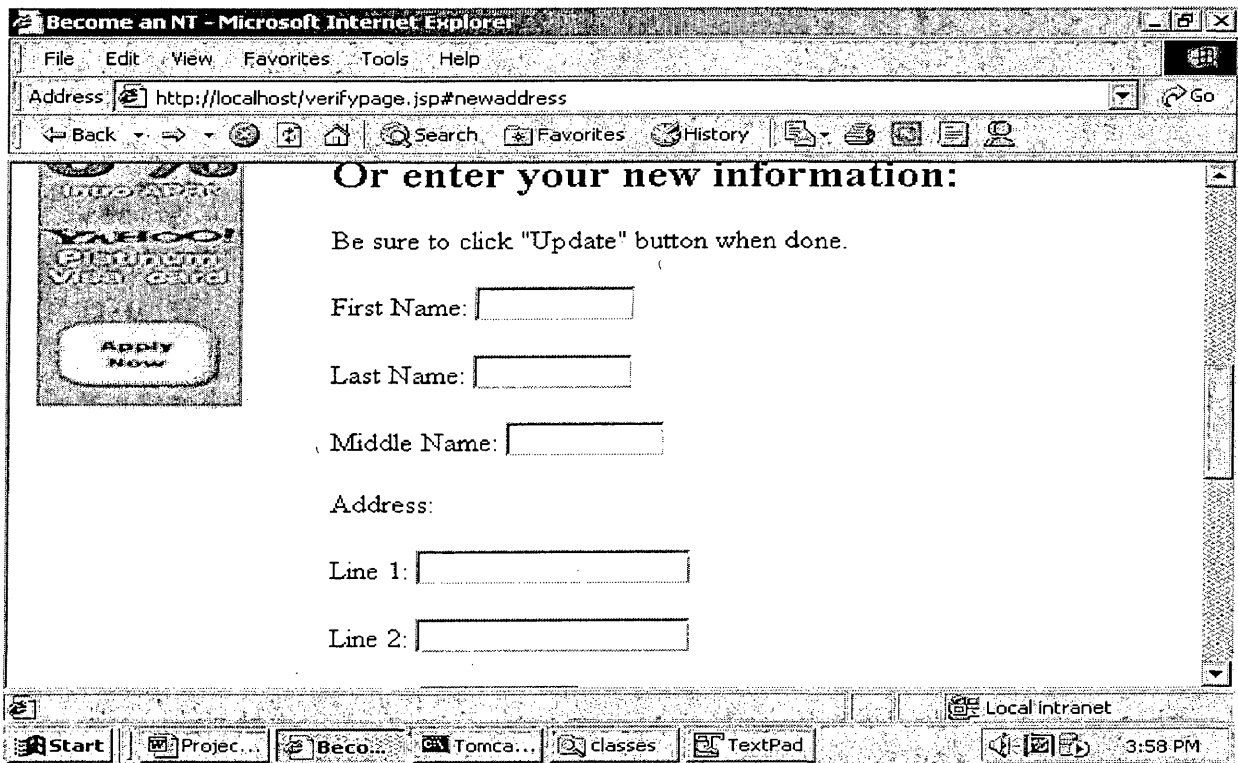 Become an NT - Microsoft Internet Explorer
File Edit View Favorites Tools Help
Address http://localhost/verifypage.jsp#newaddress Go
Back Search Favorites History
Intro APR*
YAHOO!
Platinum
Visa card
Apply
Now
Or enter your new information:
Be sure to click "Update" button when done.
First Name:
Last Name:
Middle Name:
Address:
Line 1:
Line 2:
Local intranet
Start Projec... Beco... Tomca... classes TextPad 3:58 PM